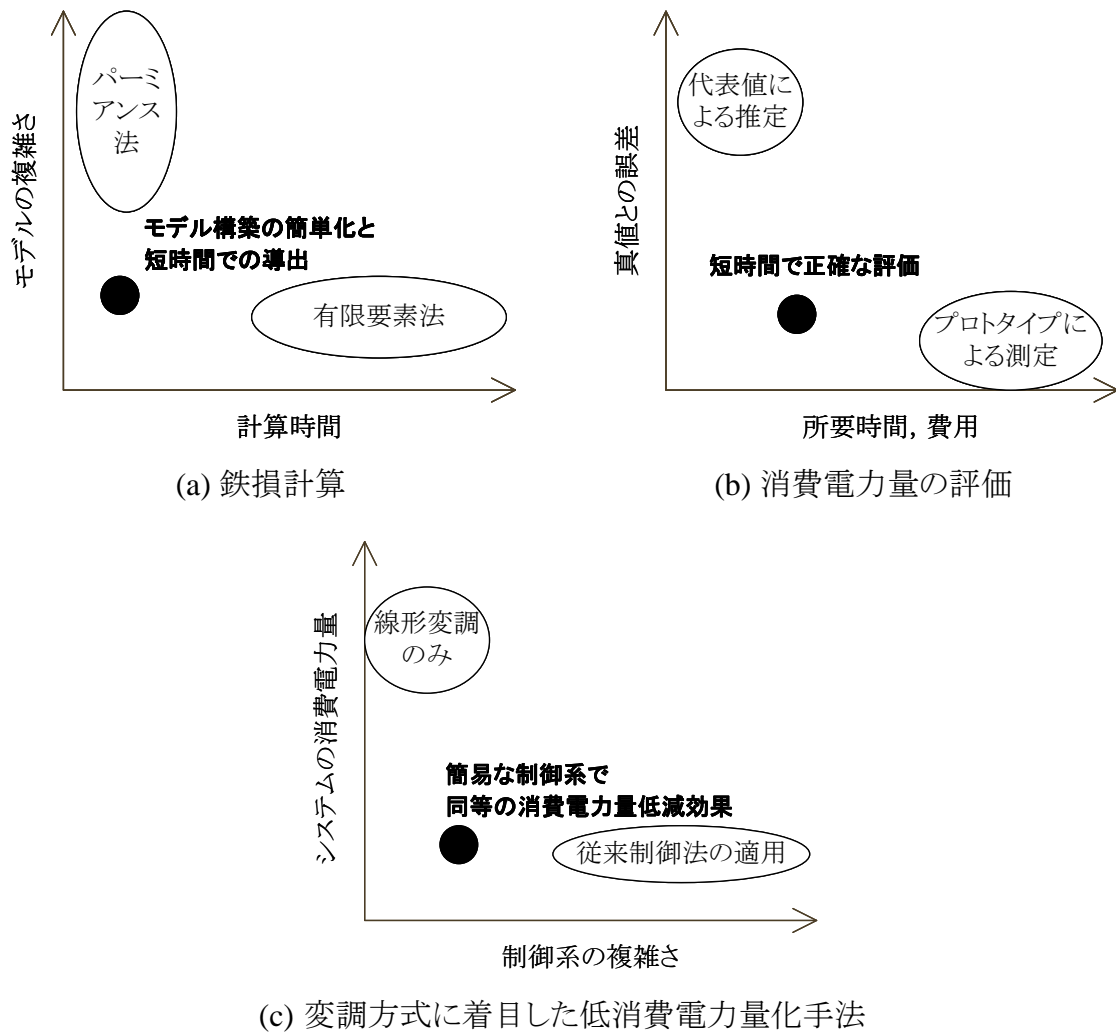 モデルの複雑さ
パーミ
アンス
法
モデル構築の簡単化と
短時間での導出
有限要素法
計算時間
(a) 鉄損計算
真値との誤差
代表値に
よる推定
短時間で正確な評価
プロトタイプに
よる測定
所要時間, 費用
(b) 消費電力量の評価
システムの消費電力量
線形変調
のみ
簡易な制御系で
同等の消費電力量低減効果
従来制御法の適用
制御系の複雑さ
(c) 変調方式に着目した低消費電力量化手法